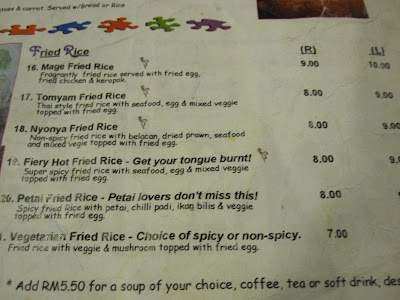 & carrot. Served w/Bread or Rice
Fried Rice (R) (L)
16. Mage Fried Rice 9.00 10.00
Fragrantly fried rice served with fried egg,
fried chicken & keropok.
17. Tomyam Fried Rice 8.00 9.00
Thai style fried rice with seafood, egg & mixed veggie
topped with fried egg.
18. Nyonya Fried Rice 8.00 9.00
Non-spicy fried rice with belacan, dried prawn, seafood
and mixed vegie topped with fried egg.
19. Fiery Hot Fried Rice - Get your tongue burnt! 8.00 9.00
Super spicy fried rice with seafood, egg & mixed veggie
topped with fried egg.
20. Petai Fried Rice - Petai lovers don't miss this! 8.00
Spicy fried rice with petai, chilli padi, ikan bilis & veggie
topped with fried egg.
. Vegetarian Fried Rice - Choice of spicy or non-spicy. 7.00
Fried rice with veggie & mushroom topped with fried egg.
* Add RM5.50 for a soup of your choice, coffee, tea or soft drink, des